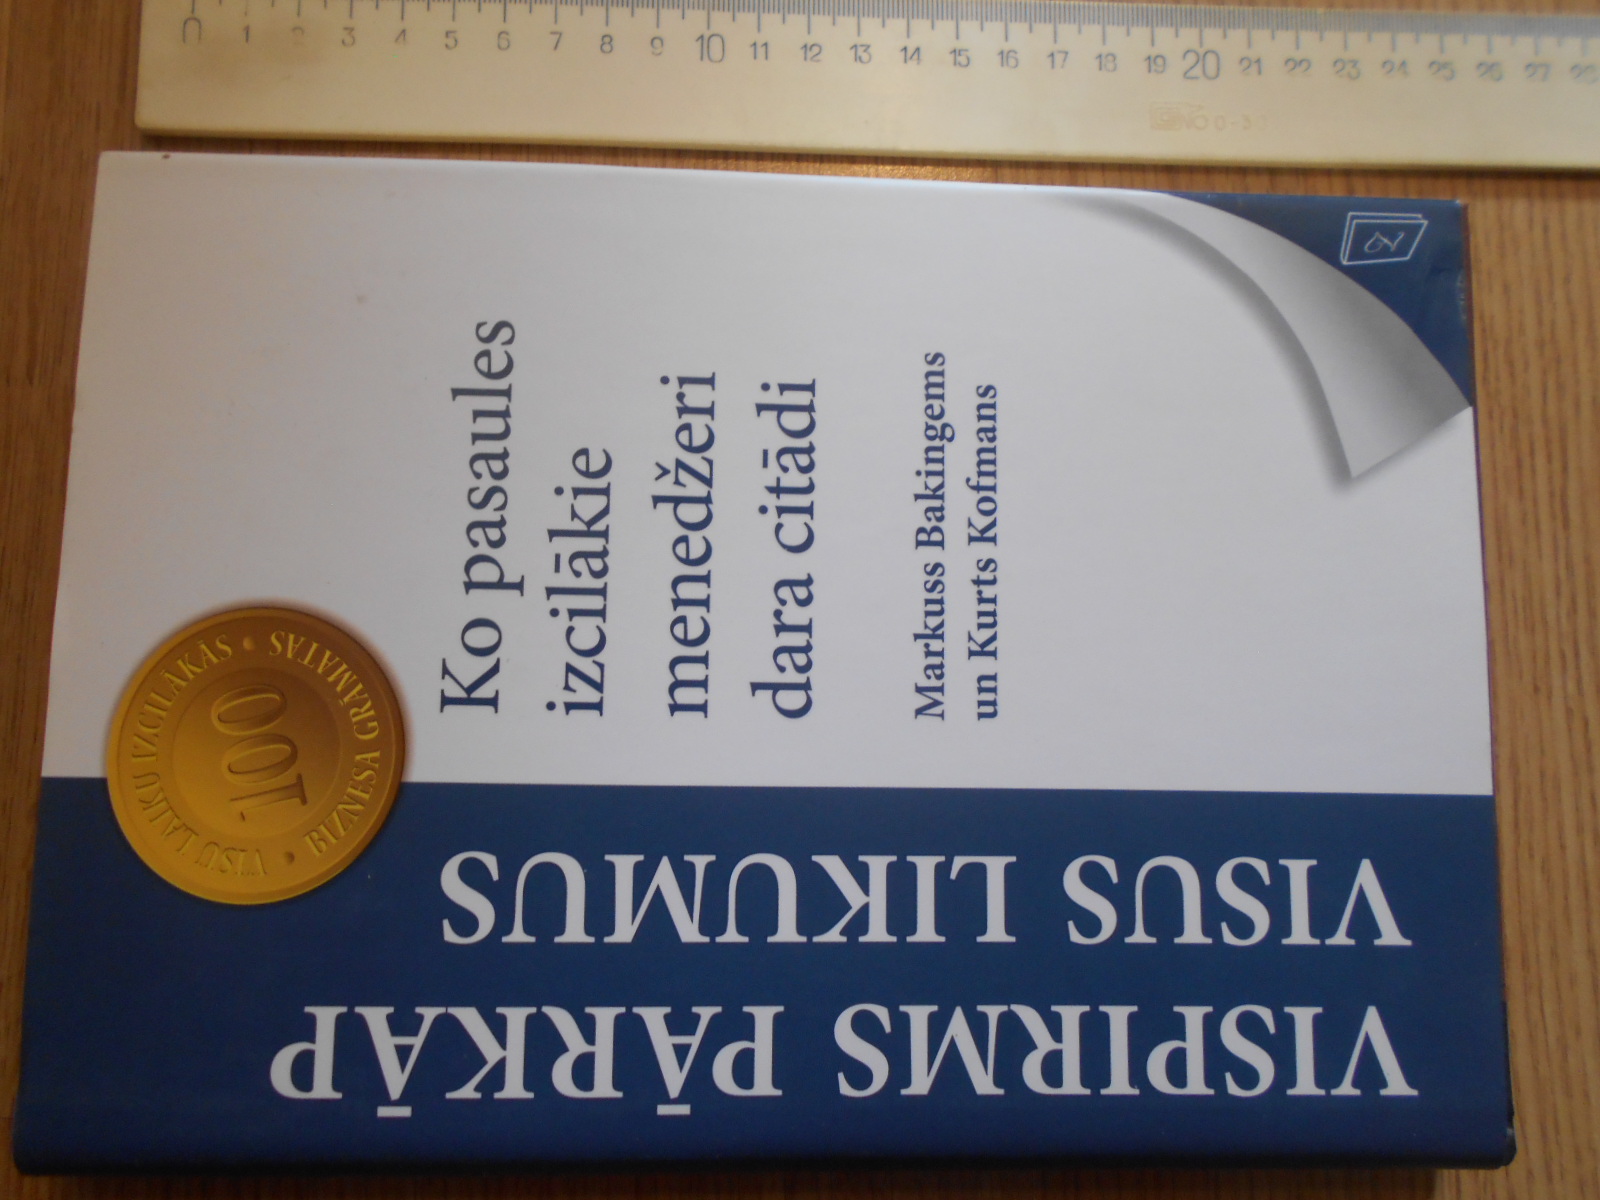 0 1 2 3 4 5 6 7 8 9 10 11 12 13 14 15 16 17 18 19 20 21 22 23 24 25 26 27 28
VISPIRMS PĀRKĀP
VISUS LIKUMUS
VISU LAIKU IZCILĀKĀS • BIZNESA GRĀMATAS •
100
Ko pasaules
izcilākie
menedžeri
dara citādi
Markuss Bakingems
un Kurts Kofmans